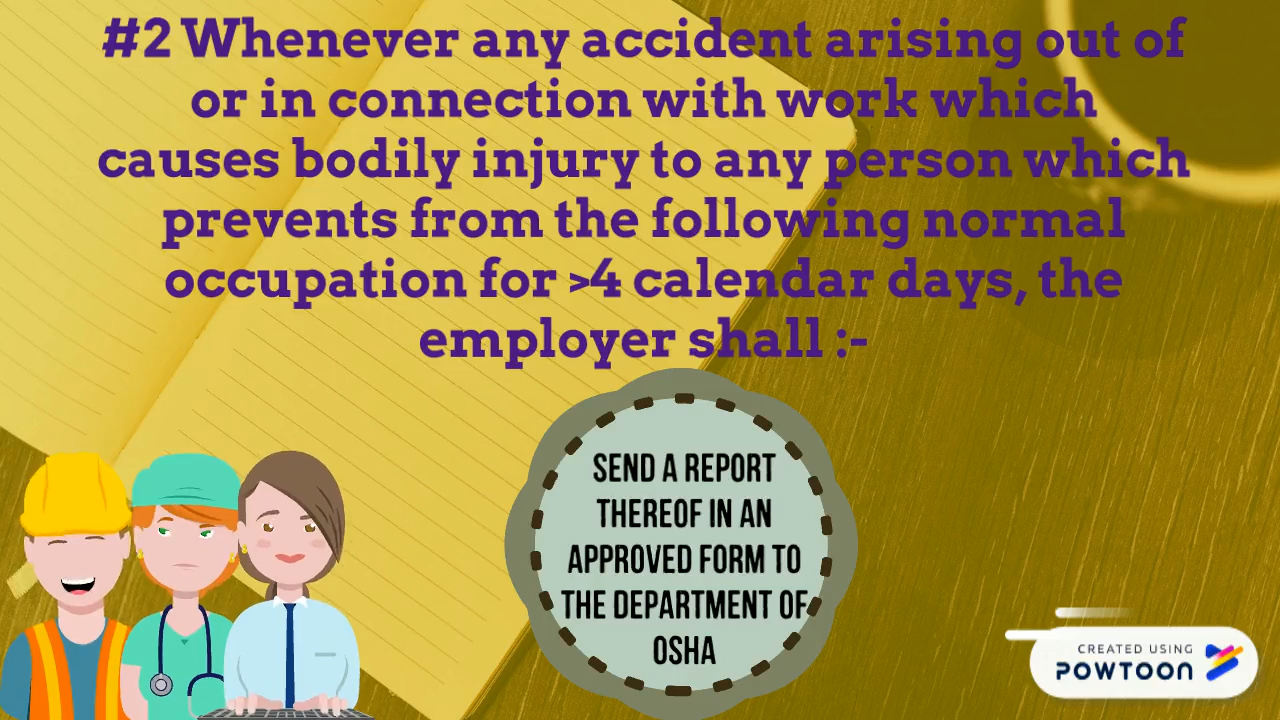 #2 Whenever any accident arising out of
or in connection with work which
causes bodily injury to any person which
prevents from the following normal
occupation for >4 calendar days, the
employer shall :-
SEND A REPORT
THEREOF IN AN
APPROVED FORM TO
THE DEPARTMENT OF
OSHA
CREATED USING
POWTOON